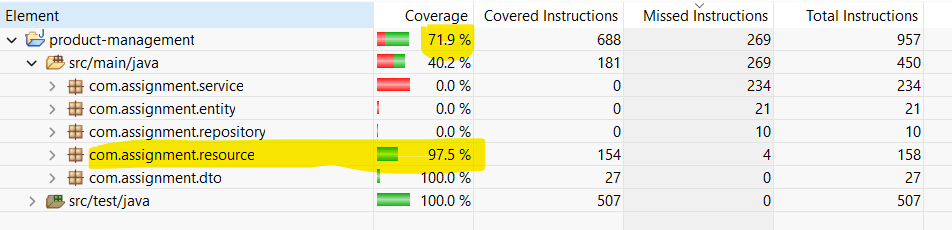 Element Coverage Covered Instructions Missed Instructions Total Instructions
product-management 71.9 % 688 269 957
src/main/java 40.2 % 181 269 450
com.assignment.service 0.0 % 0 234 234
com.assignment.entity 0.0 % 0 21 21
com.assignment.repository 0.0 % 0 10 10
com.assignment.resource 97.5 % 154 4 158
com.assignment.dto 100.0 % 27 0 27
src/test/java 100.0 % 507 0 507